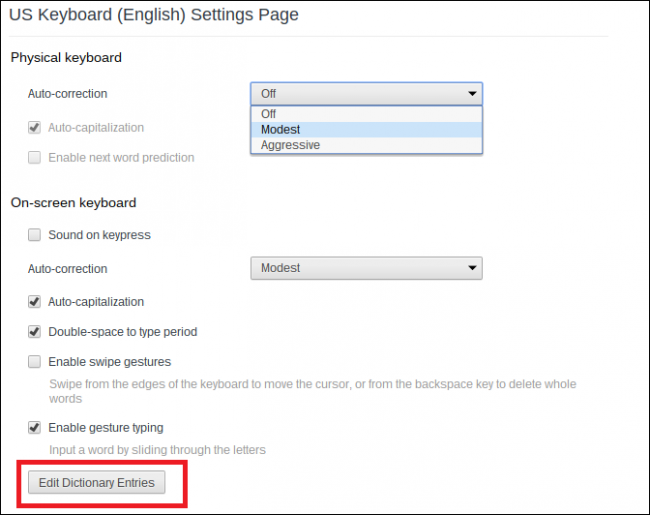 US Keyboard (English) Settings Page
Physical keyboard
Auto-correction
Off
Off
Modest
Aggressive
Auto-capitalization
Enable next word prediction
On-screen keyboard
Sound on keypress
Auto-correction
Modest
Auto-capitalization
Double-space to type period
Enable swipe gestures
Swipe from the edges of the keyboard to move the cursor, or from the backspace key to delete whole
words
Enable gesture typing
Input a word by sliding through the letters
Edit Dictionary Entries